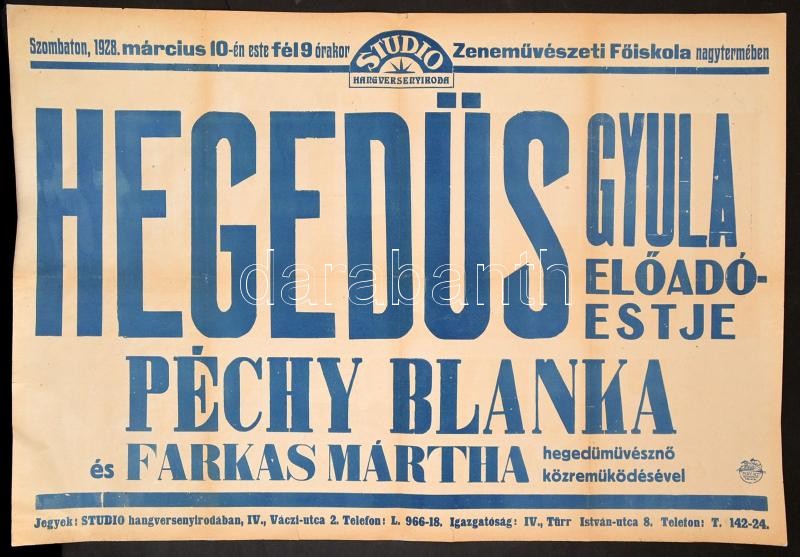 Szombaton, 1928. március 10-én este fél 9 órakor
STUDIO
HANGVERSENYIRODA
Zeneművészeti Főiskola nagytermében
HEGEDÜS
GYULA
ELŐADÓ-
ESTJE
darabanth
PÉCHY BLANKA
és FARKAS MÁRTHA
hegedüművésznő
közreműködésével
Jegyek: STUDIO hangversenyirodában, IV., Váczi-utca 2. Telefon: L. 966-18. Igazgatóság: IV., Türr István-utca 8. Telefon: T. 142-24.